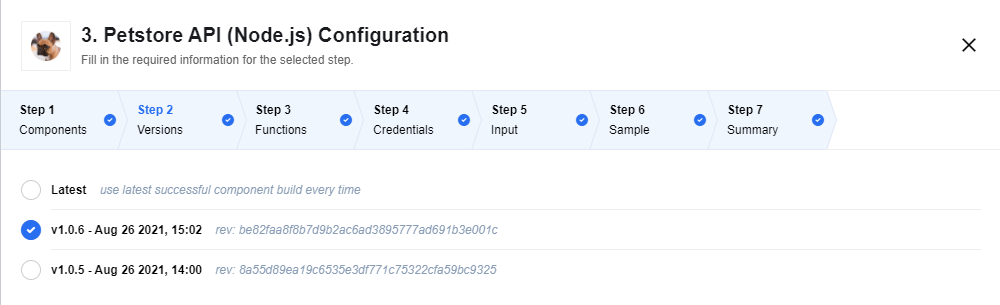 3. Petstore API (Node.js) Configuration
Fill in the required information for the selected step.
Step 1
Components
Step 2
Versions
Step 3
Functions
Step 4
Credentials
Step 5
Input
Step 6
Sample
Step 7
Summary
Latest use latest successful component build every time
v1.0.6 - Aug 26 2021, 15:02 rev: be82faa8f8b7d9b2ac6ad3895777ad691b3e001c
v1.0.5 - Aug 26 2021, 14:00 rev: 8a55d89ea19c6535e3df771c75322cfa59bc9325